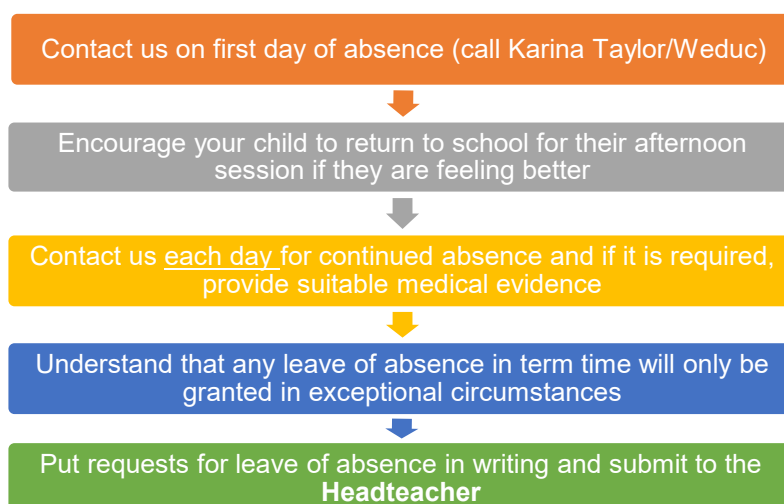 Contact us on first day of absence (call Karina Taylor/Weduc)
Encourage your child to return to school for their afternoon
session if they are feeling better
Contact us each day for continued absence and if it is required,
provide suitable medical evidence
Understand that any leave of absence in term time will only be
granted in exceptional circumstances
Put requests for leave of absence in writing and submit to the
Headteacher